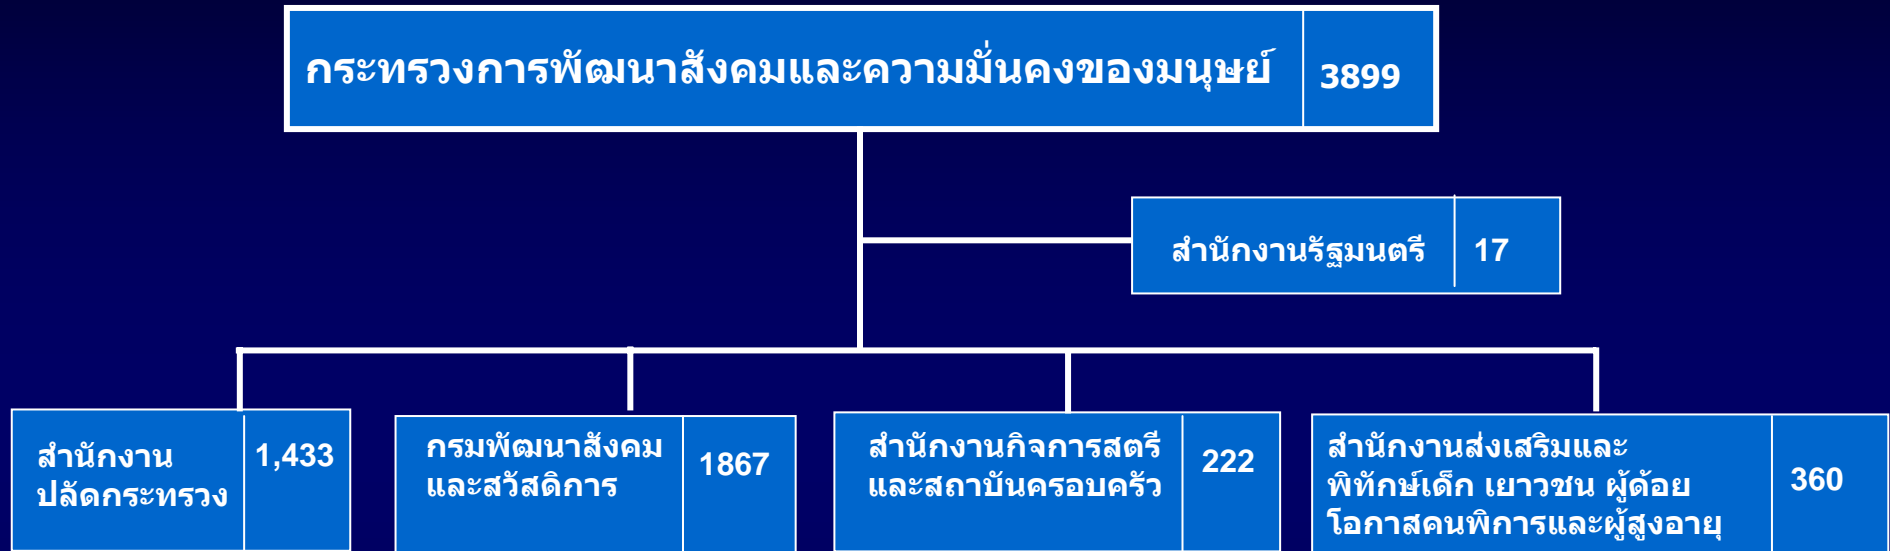 กระทรวงการพัฒนาสังคมและความมั่นคงของมนุษย์ 3899
สำนักงานรัฐมนตรี 17
สำนักงาน
ปลัดกระทรวง
1,433
กรมพัฒนาสังคม
และสวัสดิการ
1867
สำนักงานกิจการสตรี
และสถาบันครอบครัว
222
สำนักงานส่งเสริมและ
พิทักษ์เด็ก เยาวชน ผู้ด้อย
โอกาสคนพิการและผู้สูงอายุ
360